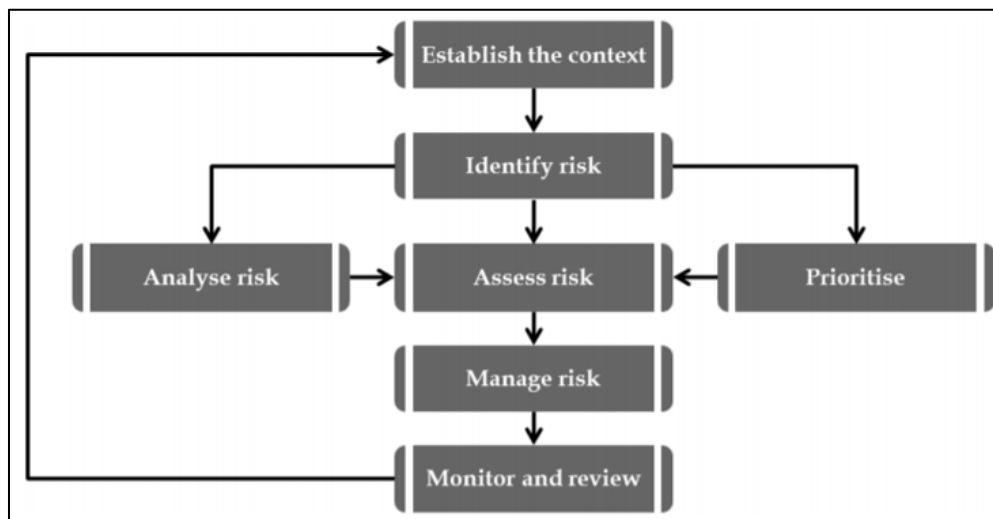 Establish the context
Identify risk
Analyse risk
Assess risk
Prioritise
Manage risk
Monitor and review